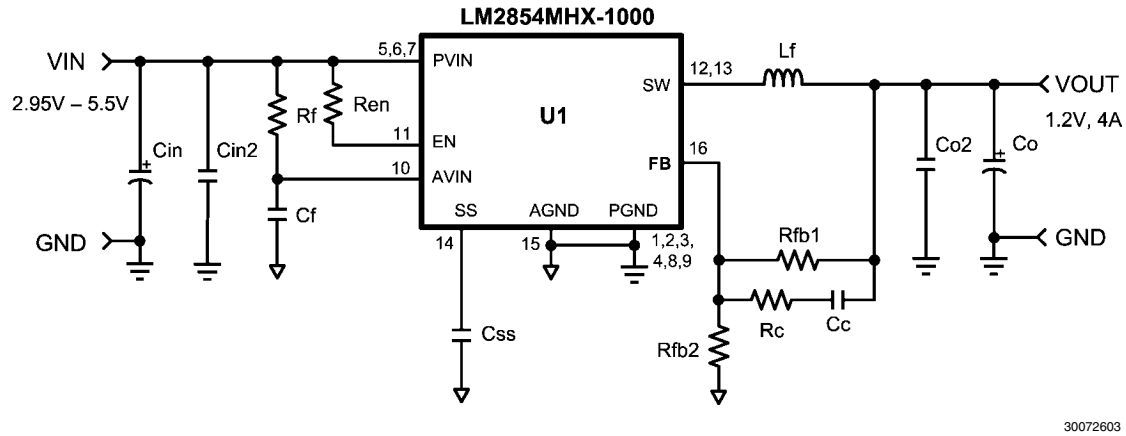 LM2854MHX-1000
VIN
2.95V – 5.5V
5,6,7
PVIN
SW
12,13
Lf
VOUT
1.2V, 4A
Rf
Ren
U1
11
EN
16
FB
Cin
+
Cin2
Co2
Co
+
10
AVIN
Cf
SS
AGND
PGND
GND
14
15
1,2,3,
4,8,9
Rfb1
GND
Rc
Cc
Css
Rfb2
30072603